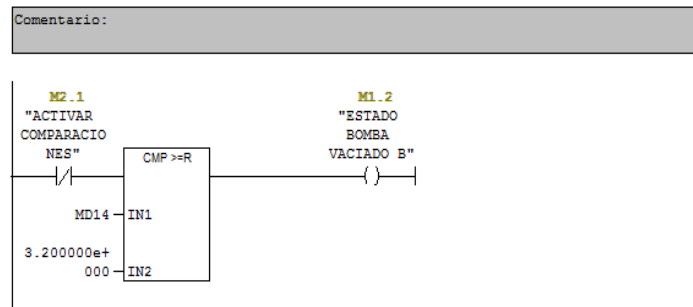 Comentario:
M2.1
"ACTIVAR
COMPARACIO
NES"
M1.2
"ESTADO
BOMBA
VACIADO B"
CMP >=R
MD14
IN1
3.200000e+
000
IN2